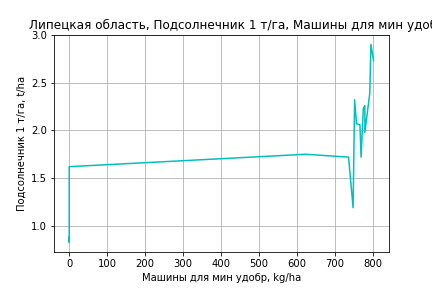 Липецкая область, Подсолнечник 1 т/га, Машины для мин удоб
3.0
2.5
2.0
1.5
1.0
Подсолнечник 1 т/га, t/ha
0 100 200 300 400 500 600 700 800
Машины для мин удобр, kg/ha